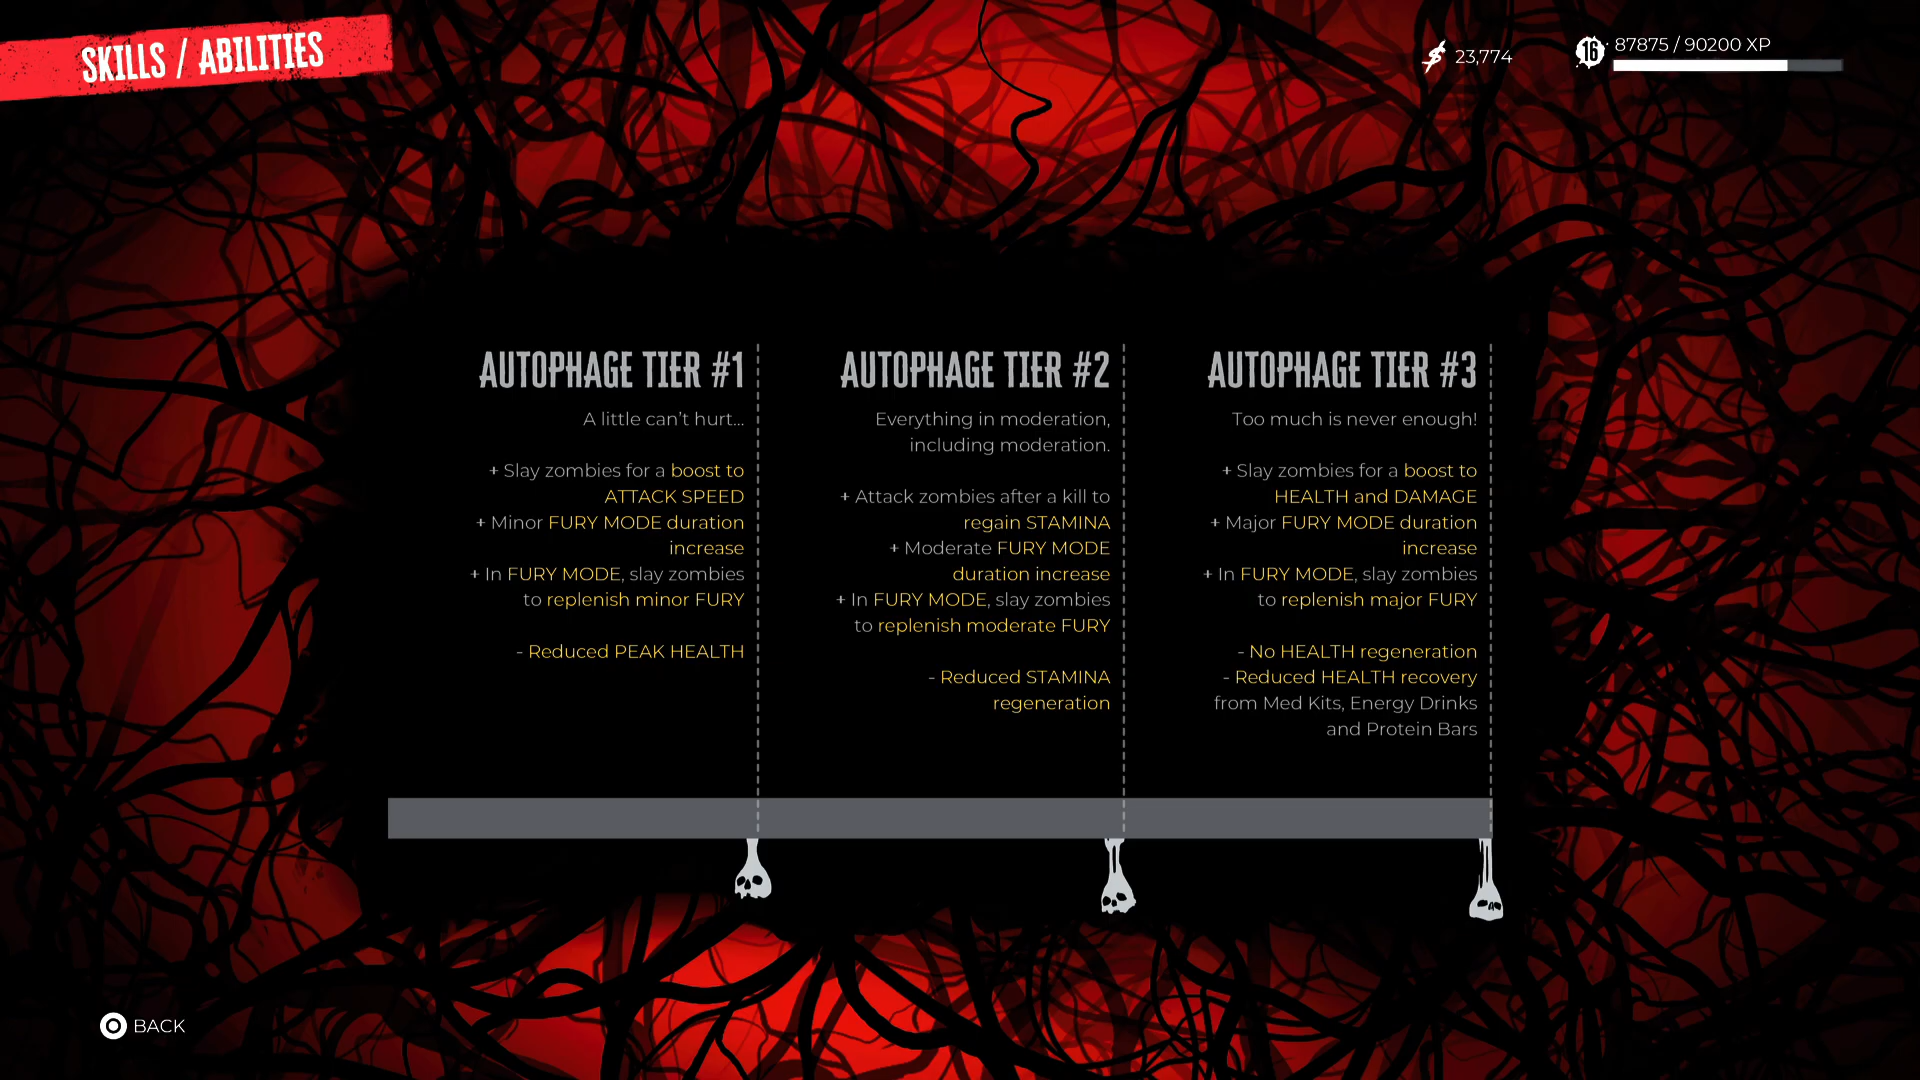 SKILLS / ABILITIES
23,774
16
87875 / 90200 XP
AUTOPHAGE TIER #1
A little can't hurt...
+ Slay zombies for a boost to
ATTACK SPEED
+ Minor FURY MODE duration
increase
+ In FURY MODE, slay zombies
to replenish minor FURY
- Reduced PEAK HEALTH
AUTOPHAGE TIER #2
Everything in moderation,
including moderation.
+ Attack zombies after a kill to
regain STAMINA
+ Moderate FURY MODE
duration increase
+ In FURY MODE, slay zombies
to replenish moderate FURY
- Reduced STAMINA
regeneration
AUTOPHAGE TIER #3
Too much is never enough!
+ Slay zombies for a boost to
HEALTH and DAMAGE
+ Major FURY MODE duration
increase
+ In FURY MODE, slay zombies
to replenish major FURY
- No HEALTH regeneration
- Reduced HEALTH recovery
from Med Kits, Energy Drinks
and Protein Bars
BACK